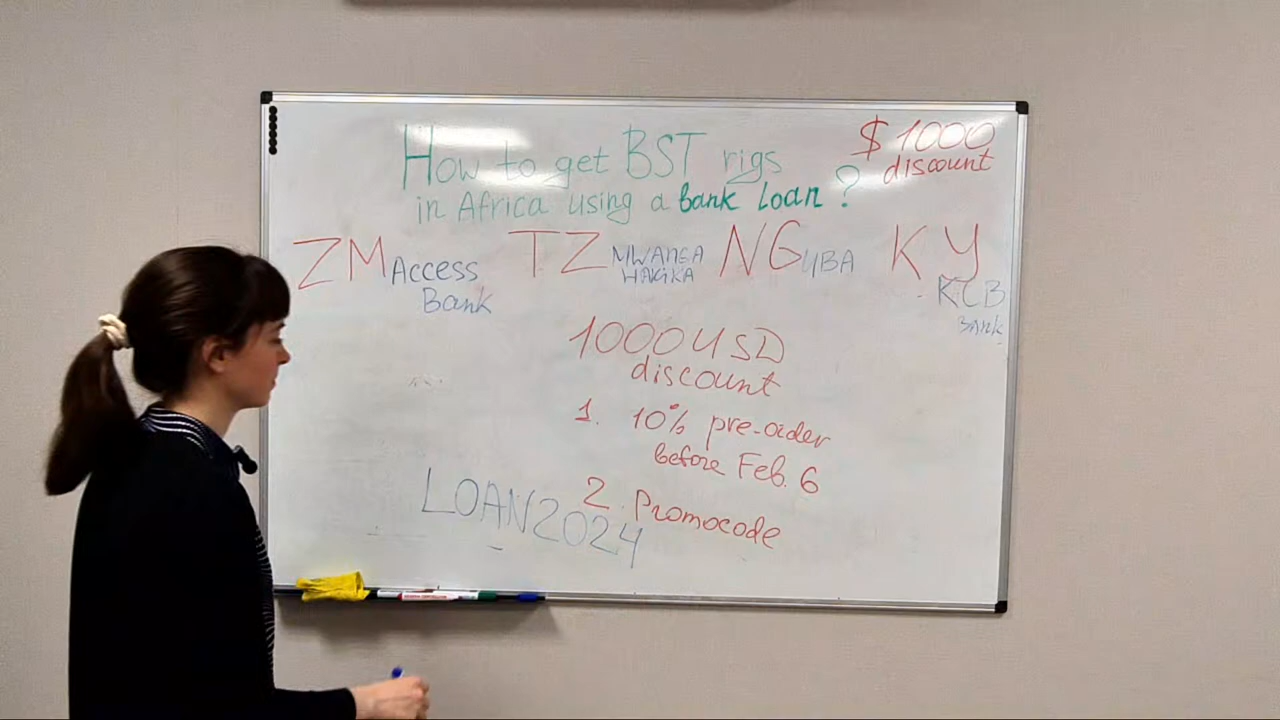 How to get BST rigs
in Africa using a bank loan ?
$ 1000
discount
ZM Access
Bank
TZ MWANGA
HAKIKA
NG UBA
KY
KCB
BANK
1000 USD
discount
1. 10% pre-order
before Feb. 6
2. Promocode
LOAN2024